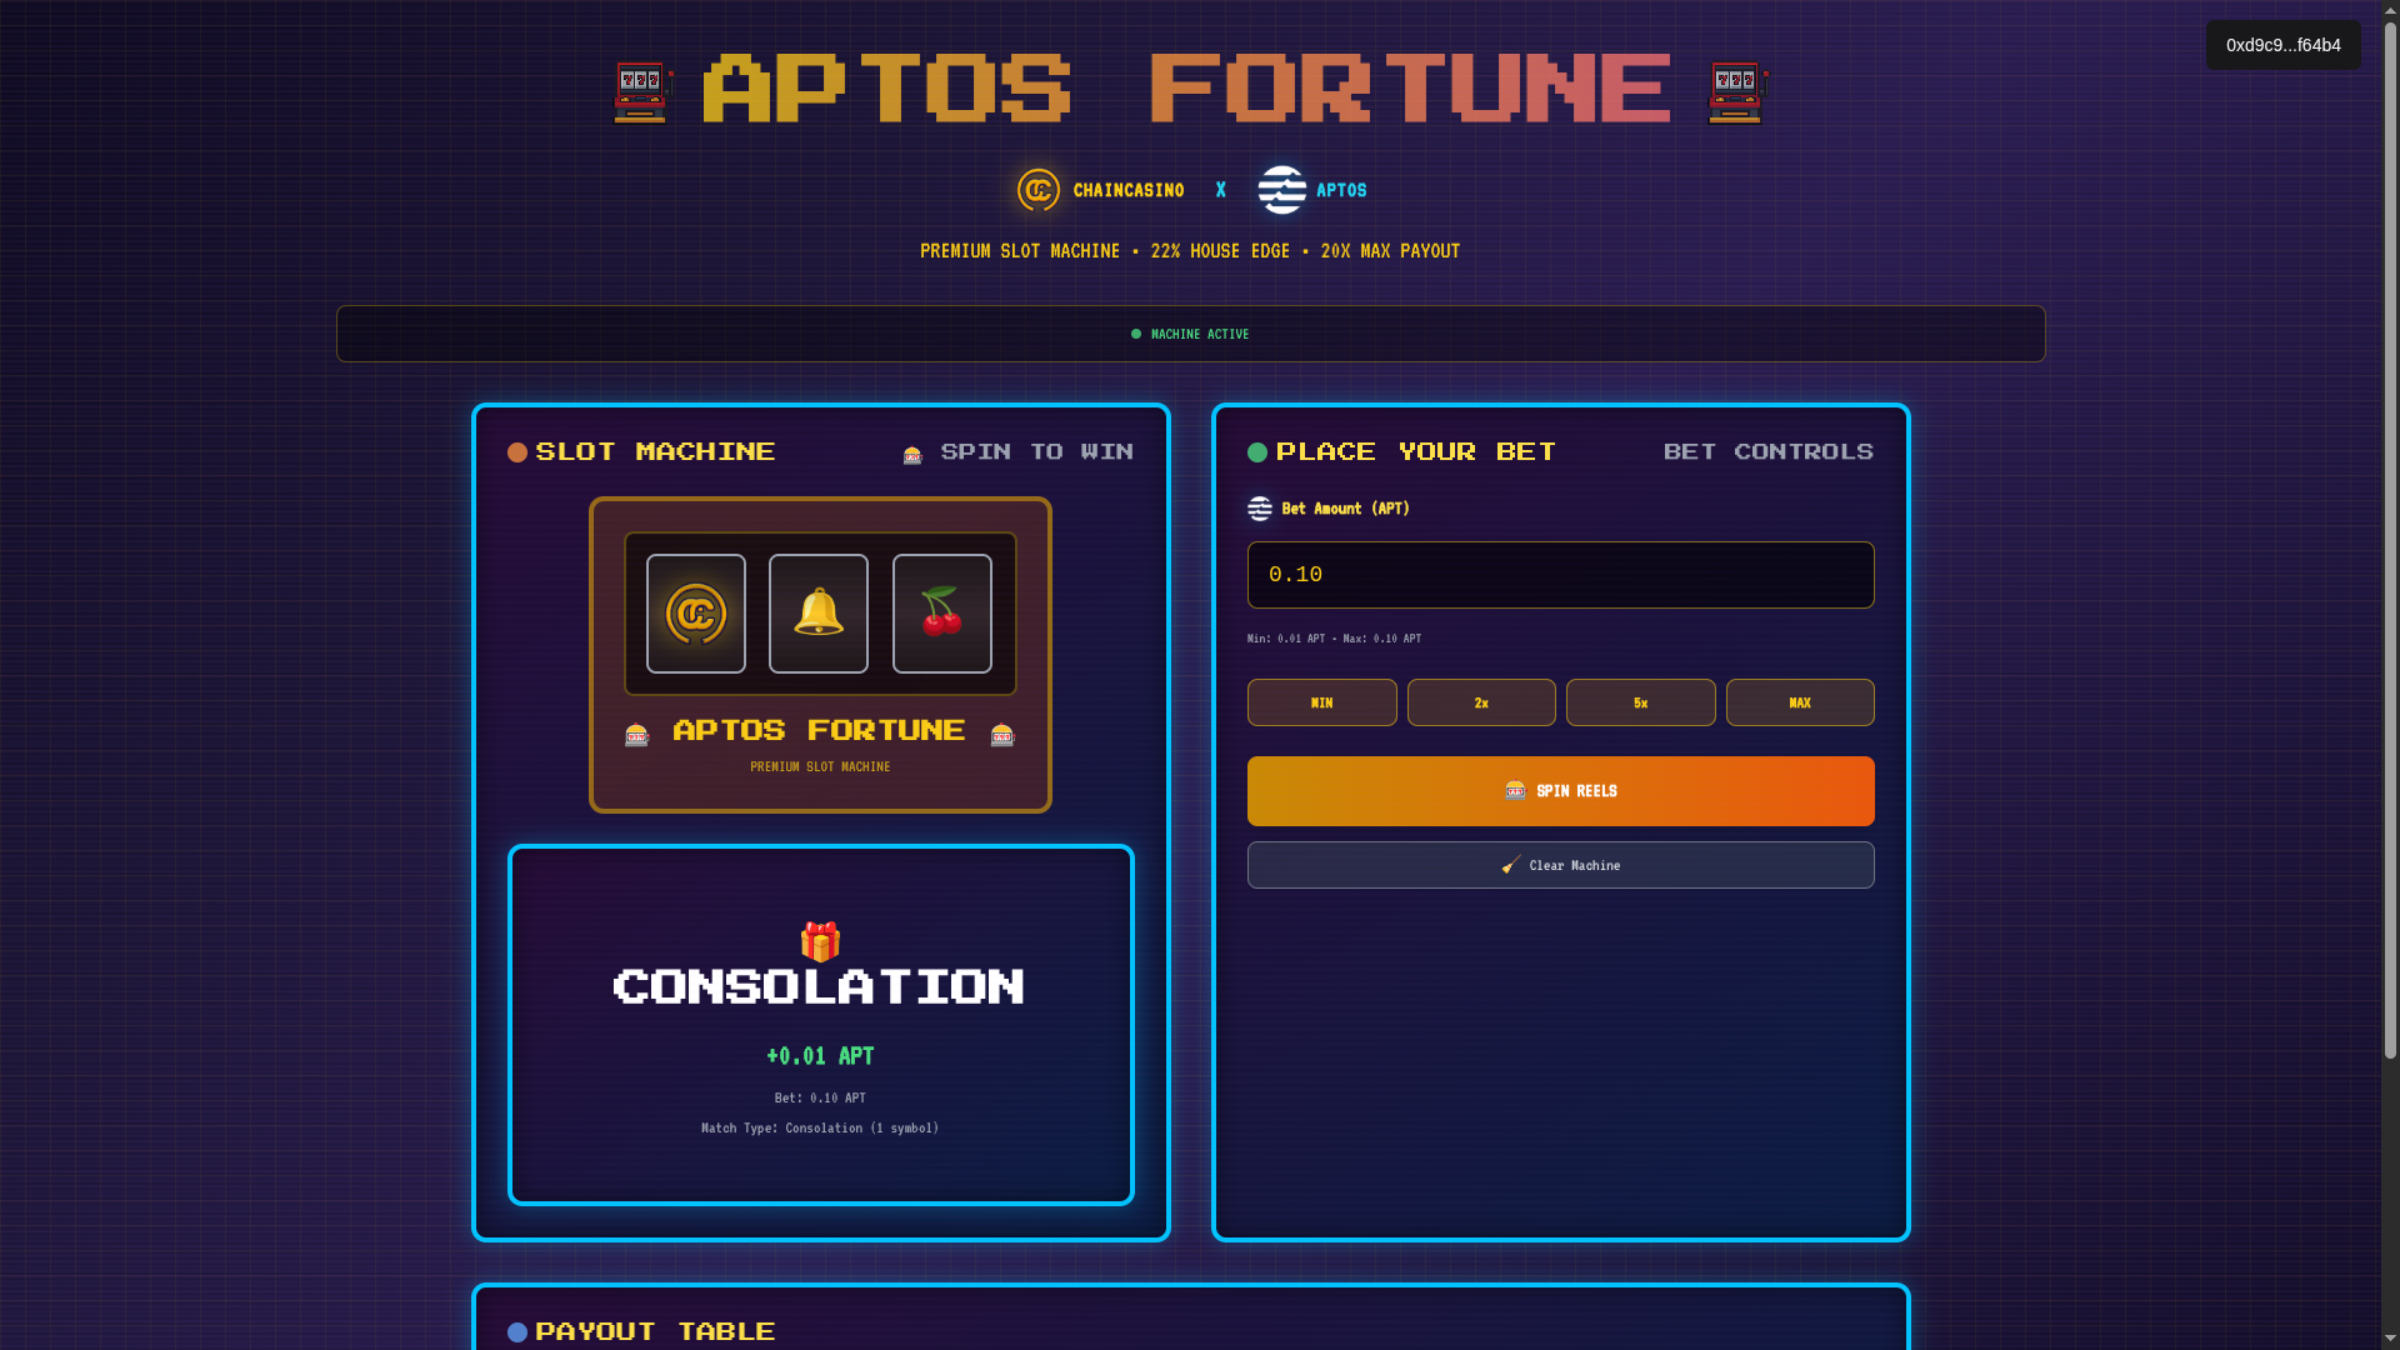 0xd9c9...f64b4
APTOS FORTUNE
CHAINCASINO X APTOS
PREMIUM SLOT MACHINE • 22% HOUSE EDGE • 20X MAX PAYOUT
MACHINE ACTIVE
SLOT MACHINE
SPIN TO WIN
APTOS FORTUNE
PREMIUM SLOT MACHINE
CONSOLATION
+0.01 APT
Bet: 0.10 APT
Match Type: Consolation (1 symbol)
PLACE YOUR BET
BET CONTROLS
Bet Amount (APT)
0.10
Min: 0.01 APT - Max: 0.10 APT
MIN 2x 5x MAX
SPIN REELS
Clear Machine
PAYOUT TABLE